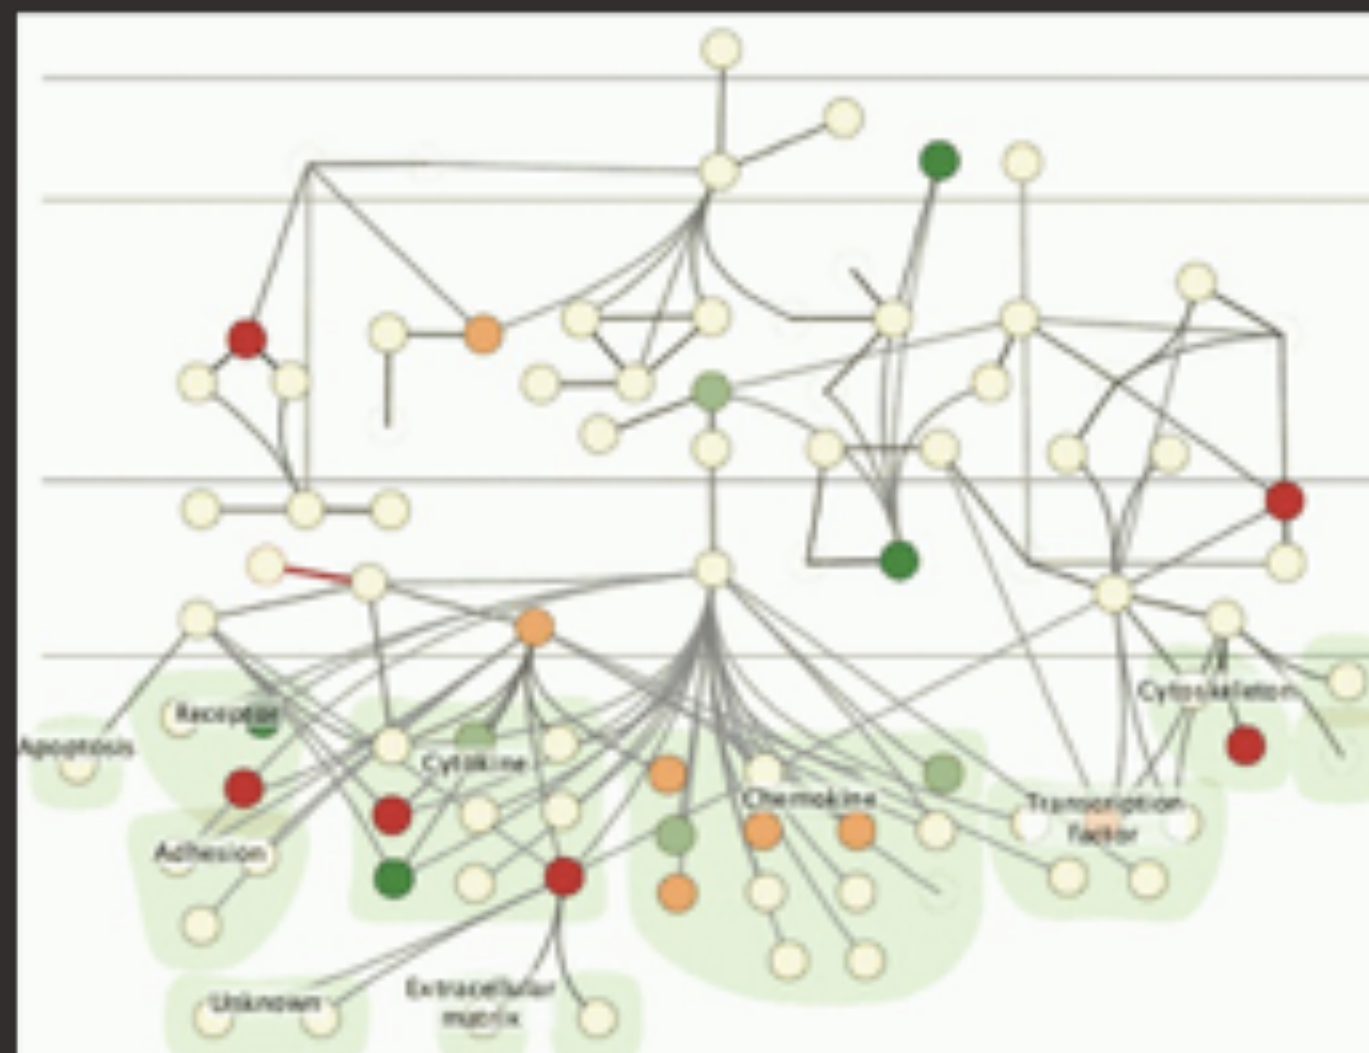 Cytoskeleton
Receptor
Apoptosis
Cytokine
Chemokine
Transcription
factor
Adhesion
Extracellular
matrix
Unknown